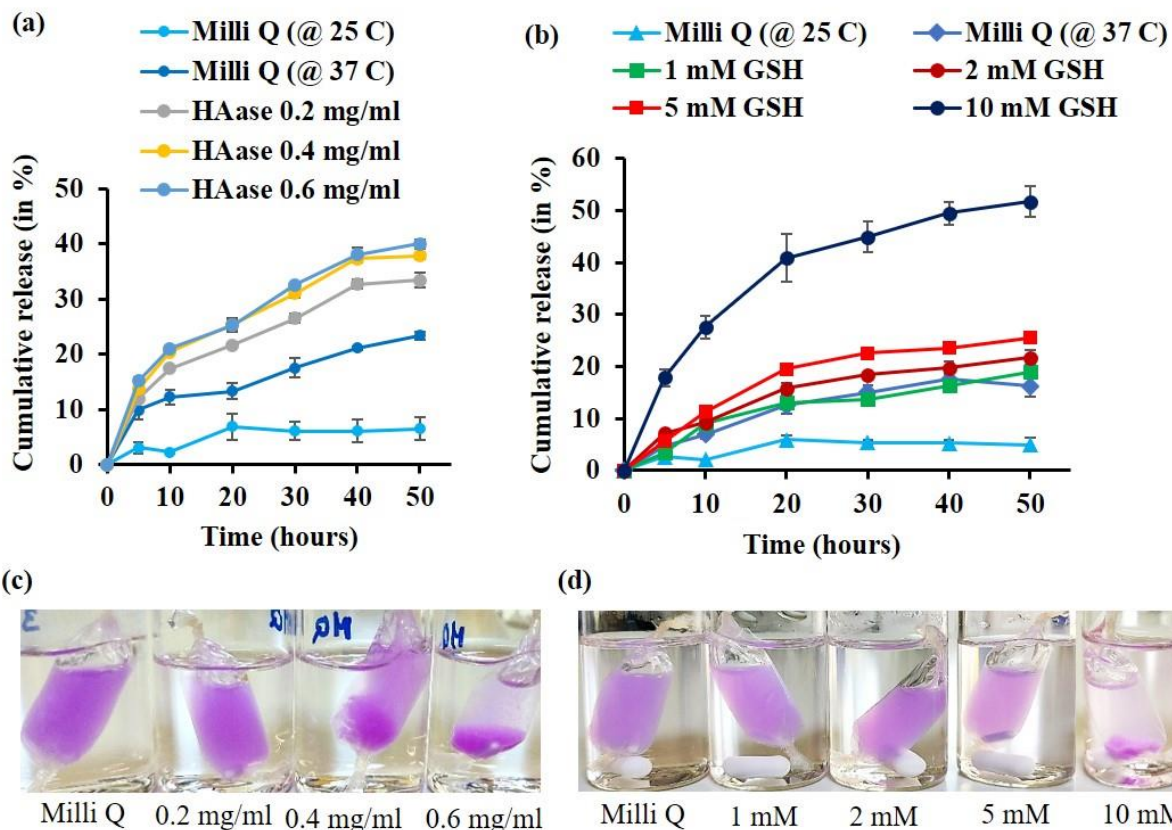 (a)
Milli Q (@ 25 C)
Milli Q (@ 37 C)
HAase 0.2 mg/ml
HAase 0.4 mg/ml
HAase 0.6 mg/ml
Cumulative release (in %)
50
40
30
20
10
0
0 10 20 30 40 50
Time (hours)
(b)
Milli Q (@ 25 C) Milli Q (@ 37 C)
1 mM GSH 2 mM GSH
5 mM GSH 10 mM GSH
Cumulative release (in %)
60
50
40
30
20
10
0
0 10 20 30 40 50
Time (hours)
(c)
MQ
Milli Q 0.2 mg/ml 0.4 mg/ml 0.6 mg/ml
(d)
Milli Q 1 mM 2 mM 5 mM 10 mM